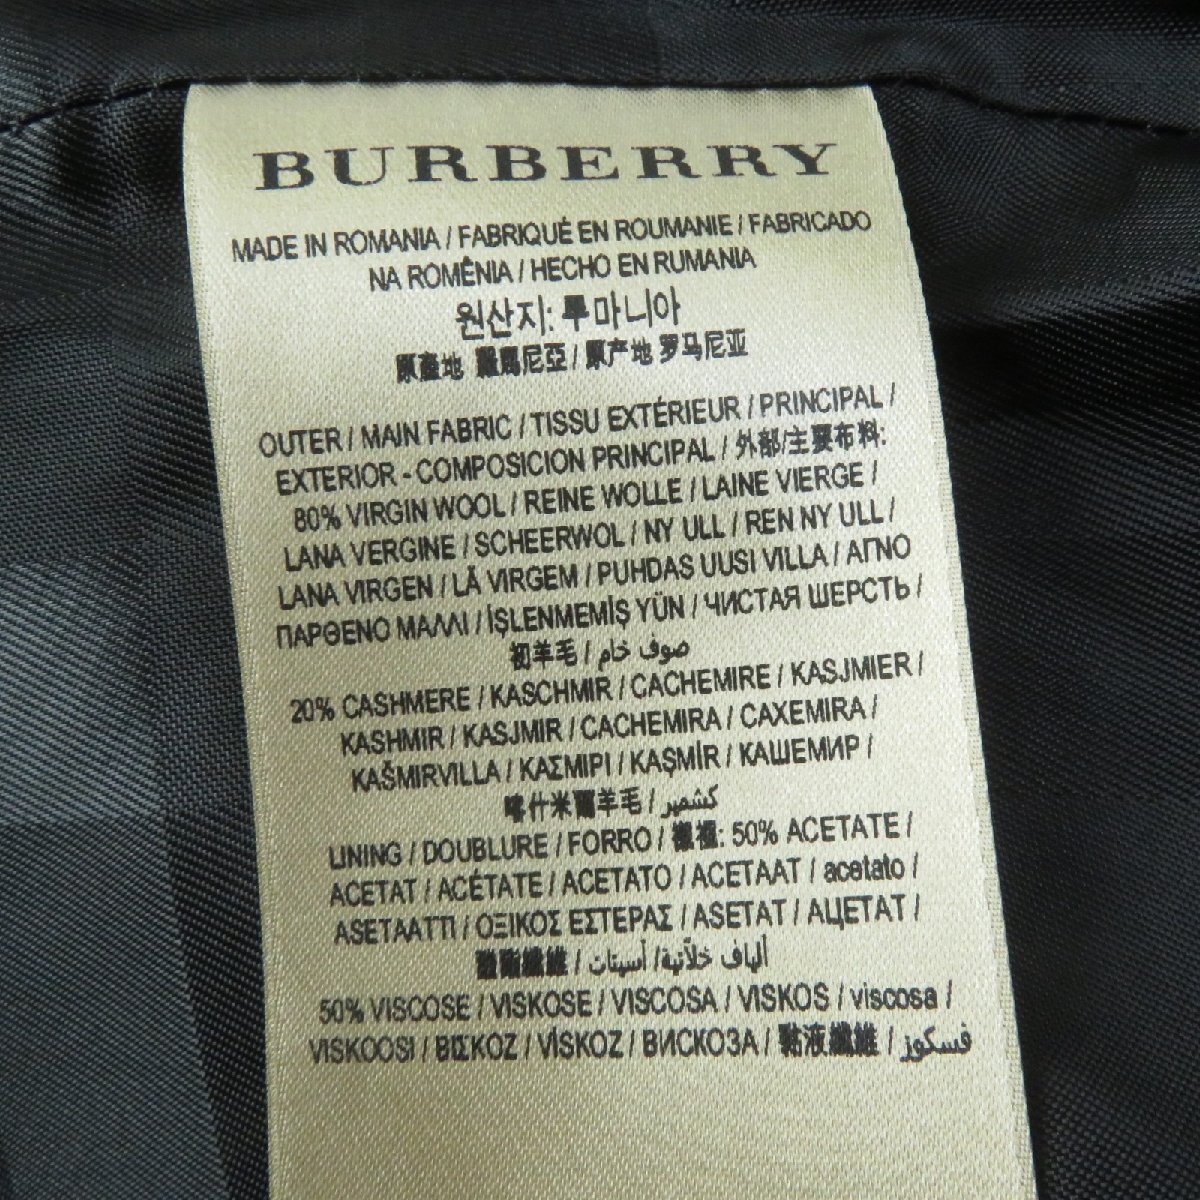 BURBERRY
MADE IN ROMANIA / FABRIQUÉ EN ROUMANIE / FABRICADO
NA ROMÉNIA / HECHO EN RUMANIA
원산지: 루마니아
原產地 羅馬尼亞 / 原产地 罗马尼亚
OUTER / MAIN FABRIC / TISSU EXTÉRIEUR / PRINCIPAL /
EXTERIOR - COMPOSICION PRINCIPAL / 外部/主要布料:
80% VIRGIN WOOL / REINE WOLLE / LAINE VIERGE /
LANA VERGINE / SCHEERWOL / NY ULL / REN NY ULL /
LANA VIRGEN / LÃ VIRGEM / PUHDAS UUSI VILLA / ΑΓΝΟ
ΠΑΡΘΕΝΟ ΜΑΛΛΙ / İŞLENMEMİŞ YÜN / ЧИСТАЯ ШЕРСТЬ /
初羊毛 / صوف خام
20% CASHMERE / KASCHMIR / CACHEMIRE / KASJMIER /
KASHMIR / KASJMIR / CACHEMIRA / CAXEMIRA /
KAŠMIRVILLA / ΚΑΣΜΙΡΙ / KAŞMİR / КАШЕМИР /
喀什米爾羊毛 / كشمير
LINING / DOUBLURE / FORRO / 襯裡: 50% ACETATE /
ACETAT / ACÉTATE / ACETATO / ACETAAT / acetato /
ASETAATTI / ΟΞΙΚΟΣ ΕΣΤΕΡΑΣ / ASETAT / АЦЕТАТ /
醋酯纖維 / ألياف خلّاتية/ أسيتات
50% VISCOSE / VISKOSE / VISCOSA / VISKOS / viscosa /
VISKOOSI / ΒΙΣΚΟΖ / VİSKOZ / ВИСКОЗА / 黏液纖維 / فسكوز